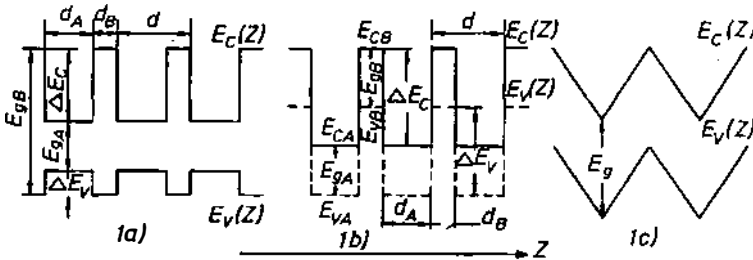 d_A d_B d E_C(Z)
ΔE_C
E_gB
E_gA
ΔE_V
E_V(Z)
1a)
E_CB d E_C(Z)
E_gB
ΔE_C
E_V(Z)
E_VB
E_CA
E_gA
ΔE_V
E_VA
d_A d_B
1b)
Z
E_C(Z)
E_V(Z)
E_g
1c)